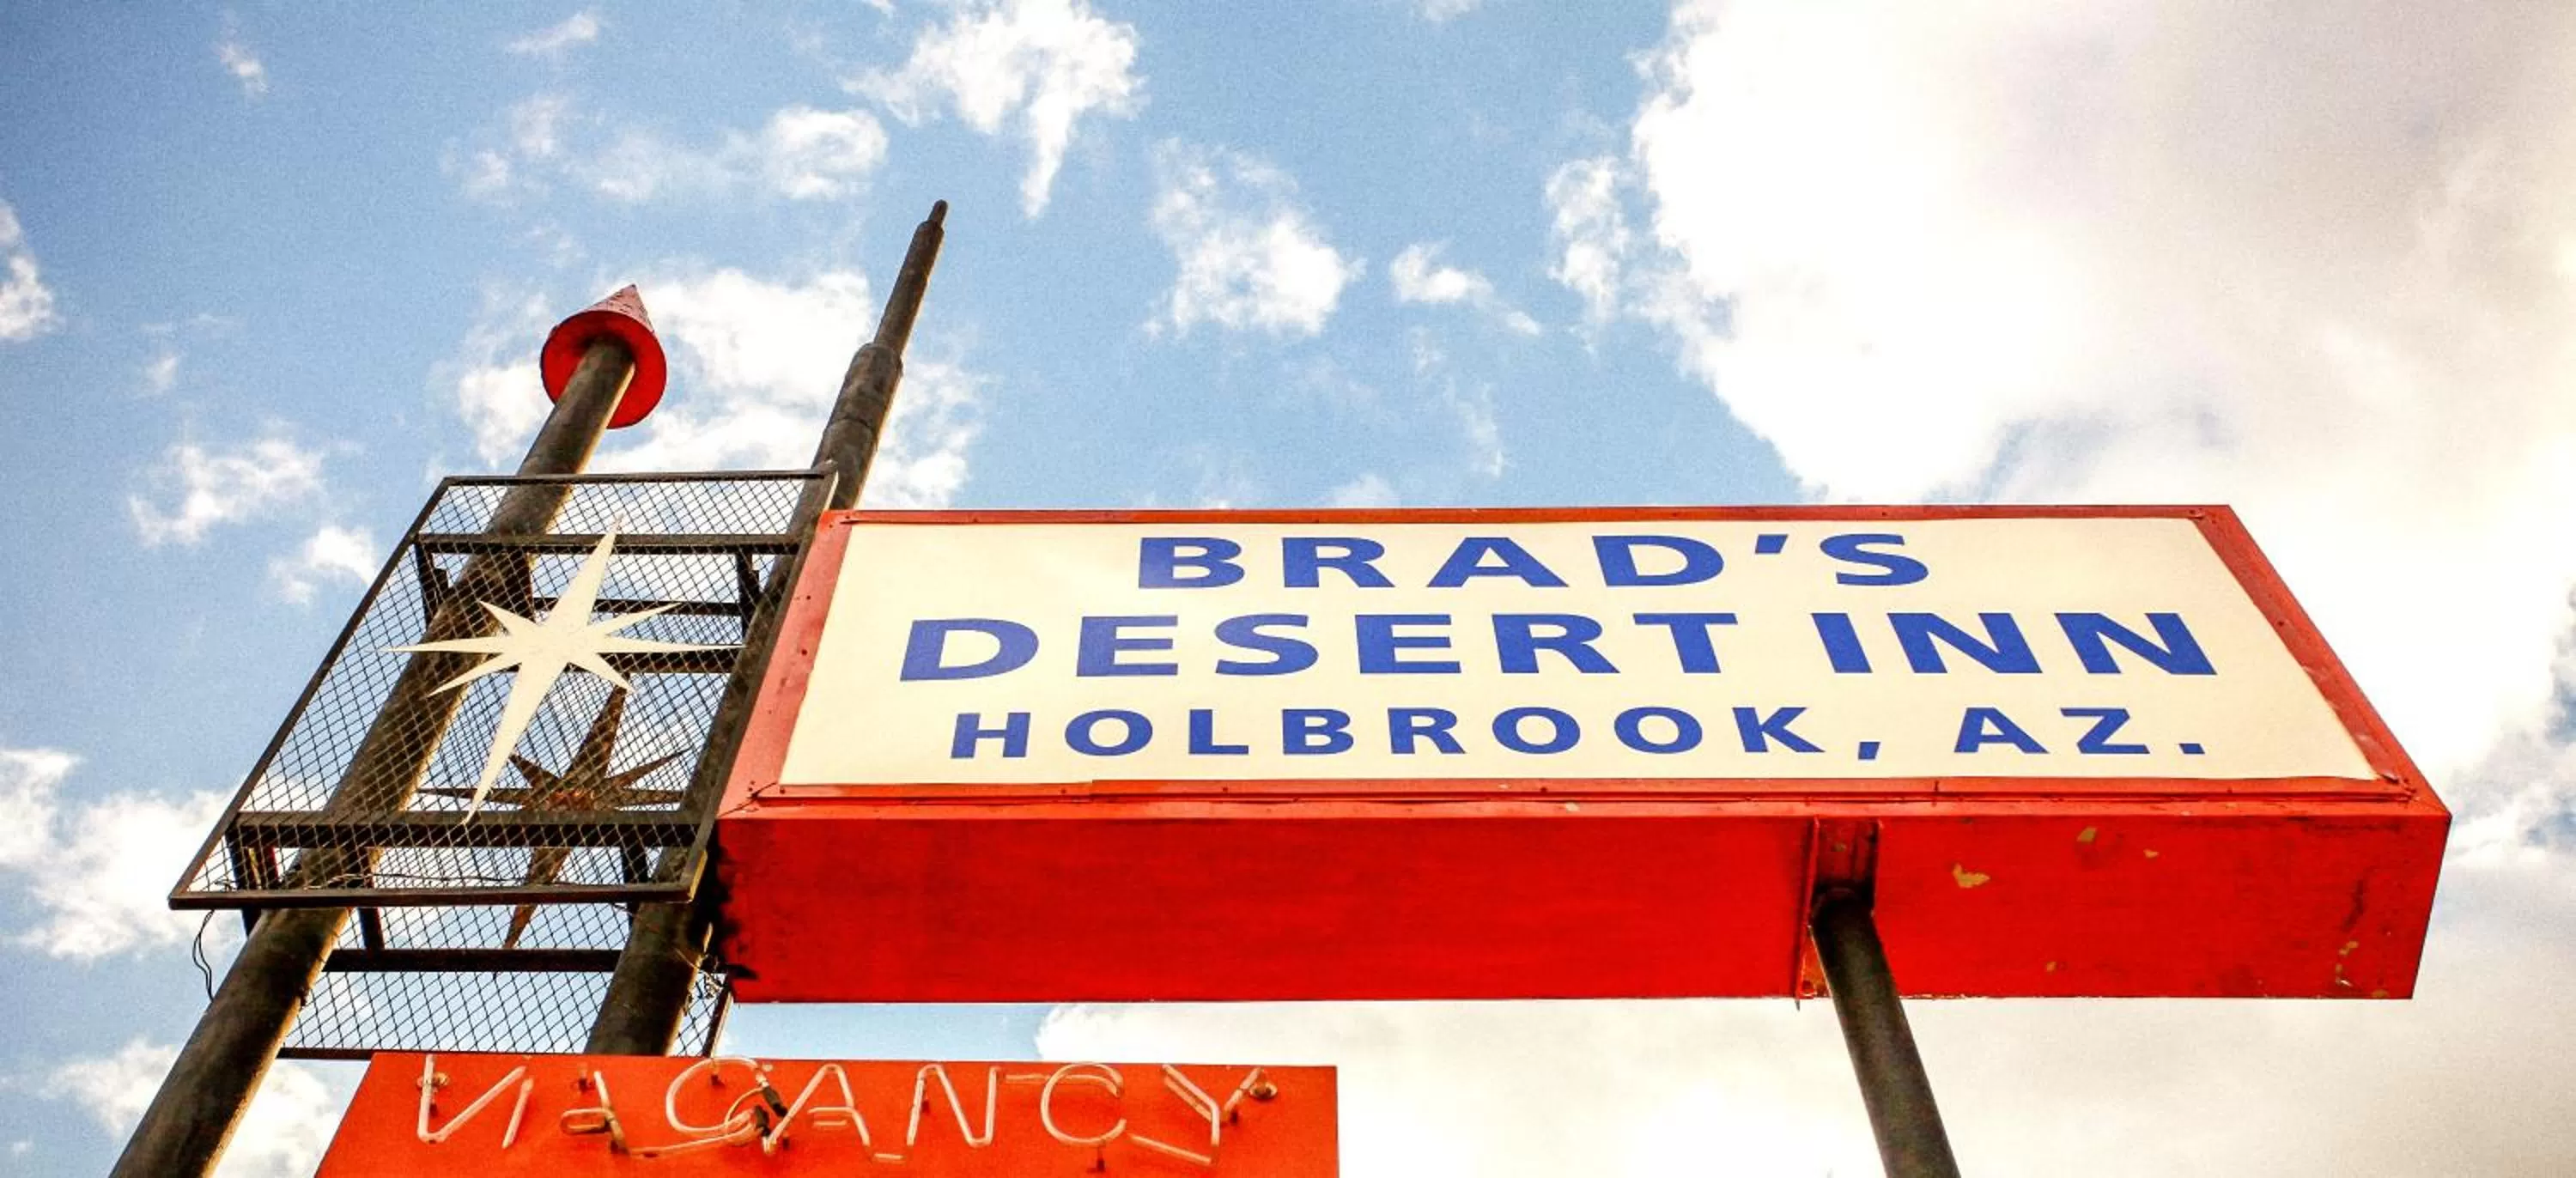 BRAD'S
DESERT INN
HOLBROOK, AZ.
VACANCY